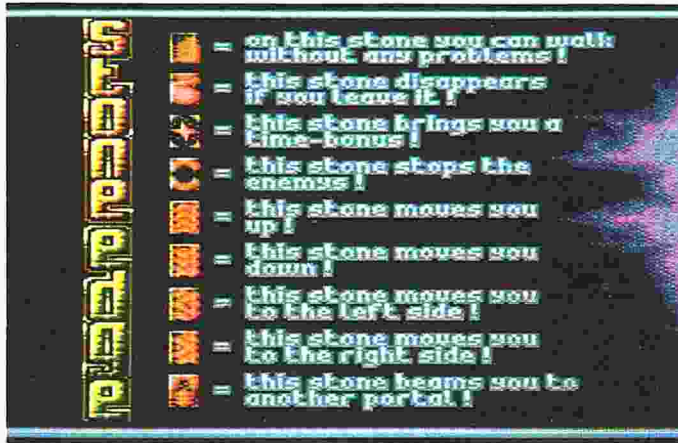 = on this stone you can walk
without any problems !
= this stone disappears
if you leave it !
= this stone brings you a
time-bonus !
= this stone stops the
enemys !
= this stone moves you
up !
= this stone moves you
down !
= this stone moves you
to the left side !
= this stone moves you
to the right side !
= this stone beams you to
another portal !